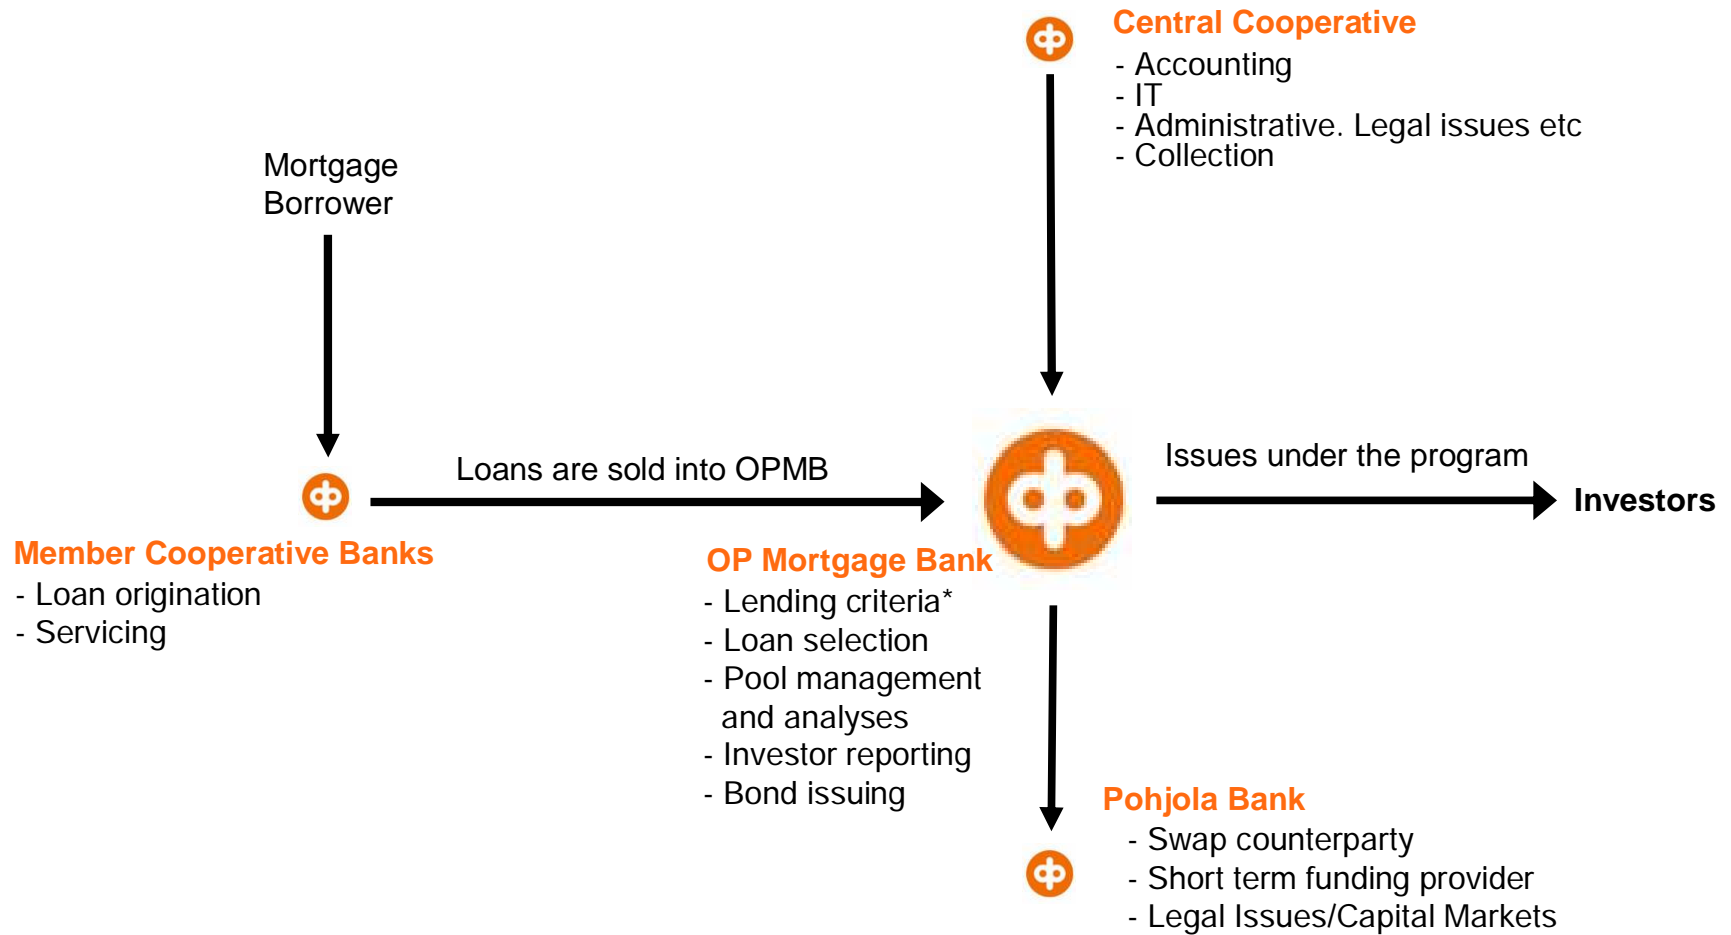 Central Cooperative
- Accounting
- IT
- Administrative. Legal issues etc
- Collection
Mortgage
Borrower
Loans are sold into OPMB
Issues under the program
Investors
Member Cooperative Banks
- Loan origination
- Servicing
OP Mortgage Bank
- Lending criteria*
- Loan selection
- Pool management
and analyses
- Investor reporting
- Bond issuing
Pohjola Bank
- Swap counterparty
- Short term funding provider
- Legal Issues/Capital Markets